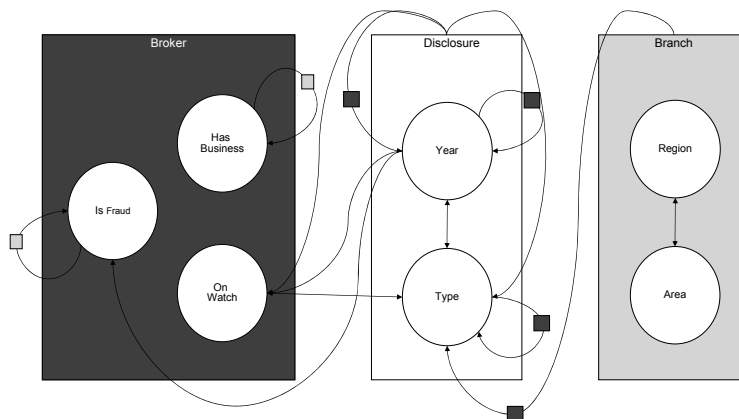 Broker
Disclosure
Branch
Has
Business
Year
Region
Is Fraud
On
Watch
Type
Area